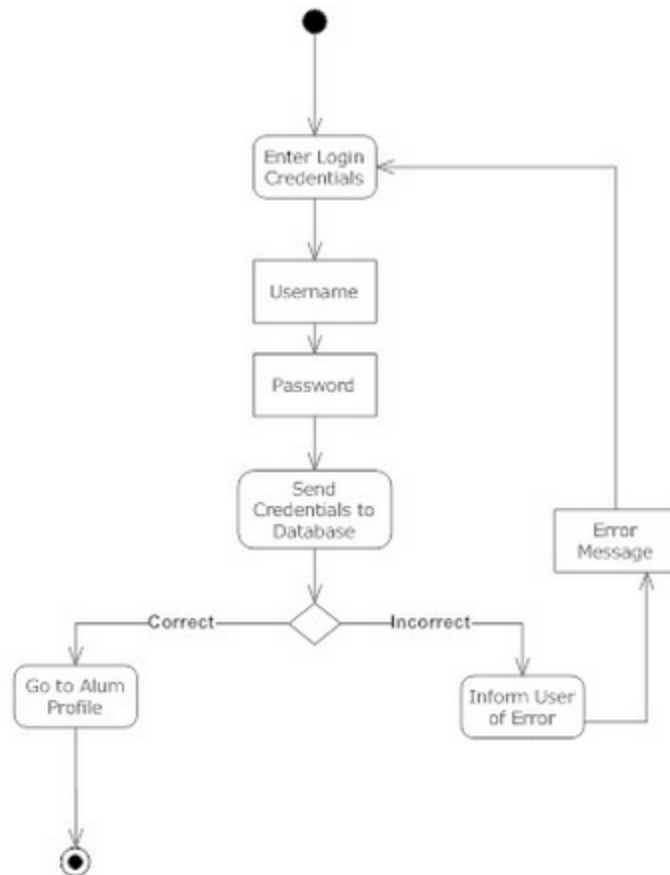 Enter Login
Credentials
Username
Password
Send
Credentials to
Database
Error
Message
Correct
Incorrect
Go to Alum
Profile
Inform User
of Error